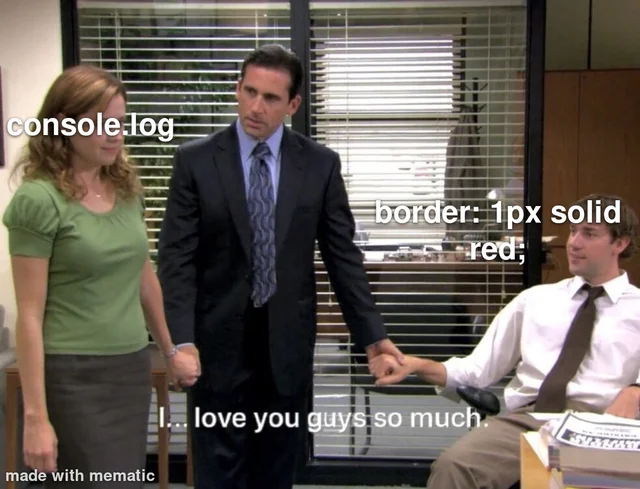 console.log
border: 1px solid
red;
I... love you guys so much.
made with mematic